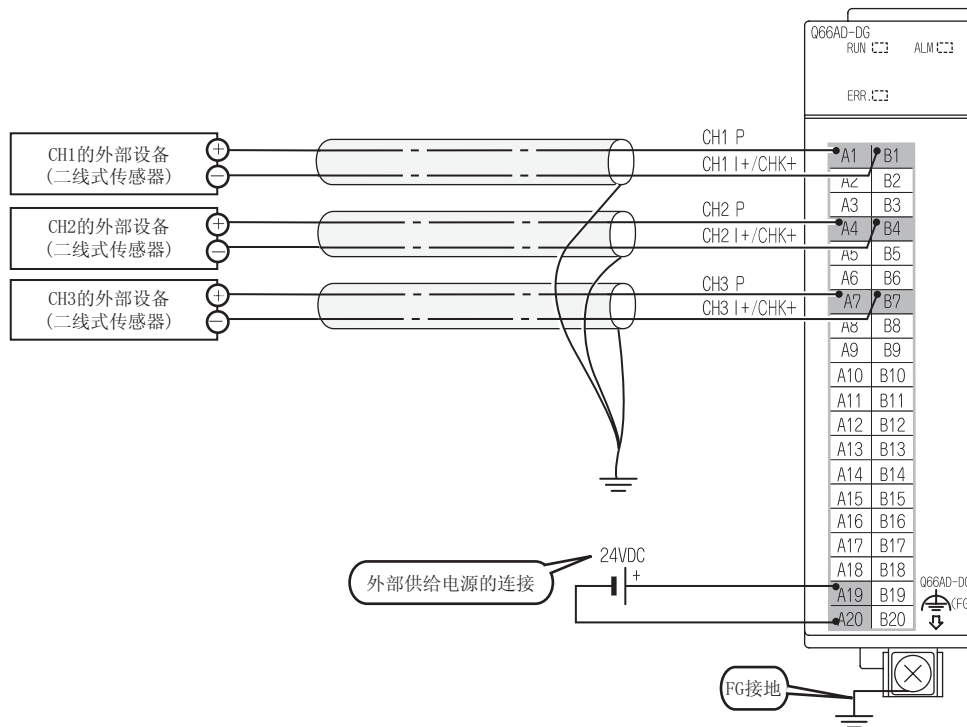 Q66AD-DG
RUN
ALM
ERR.
CH1的外部设备
(二线式传感器)
CH1 P
CH1 I+/CHK+
CH2的外部设备
(二线式传感器)
CH2 P
CH2 I+/CHK+
CH3的外部设备
(二线式传感器)
CH3 P
CH3 I+/CHK+
A1 B1
A2 B2
A3 B3
A4 B4
A5 B5
A6 B6
A7 B7
A8 B8
A9 B9
A10 B10
A11 B11
A12 B12
A13 B13
A14 B14
A15 B15
A16 B16
A17 B17
A18 B18
A19 B19
A20 B20
24VDC
+
外部供给电源的连接
Q66AD-DG
(FG
FG接地